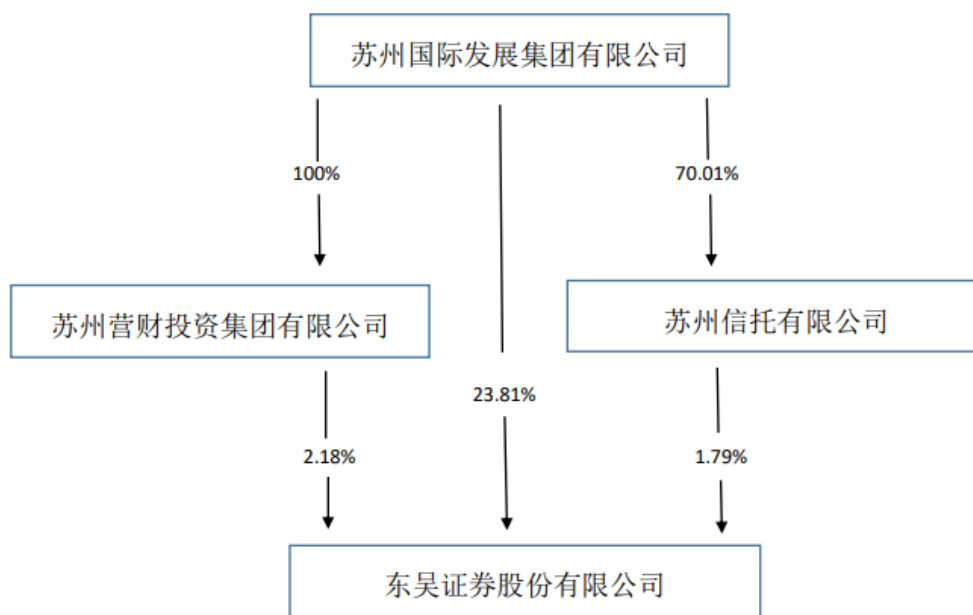 苏州国际发展集团有限公司
100%
70.01%
苏州营财投资集团有限公司
苏州信托有限公司
23.81%
2.18%
1.79%
东吴证券股份有限公司